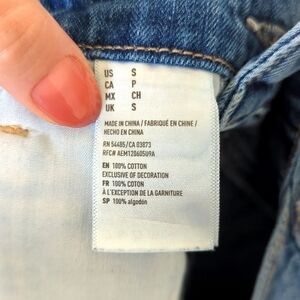 US S
CA P
MX CH
UK S
MADE IN CHINA / FABRIQUÉ EN CHINE /
HECHO EN CHINA
RN 54485/CA 03873
RFC# AEM120605U9A
EN 100% COTTON
EXCLUSIVE OF DECORATION
FR 100% COTON
À L'EXCEPTION DE LA GARNITURE
SP 100% algodón